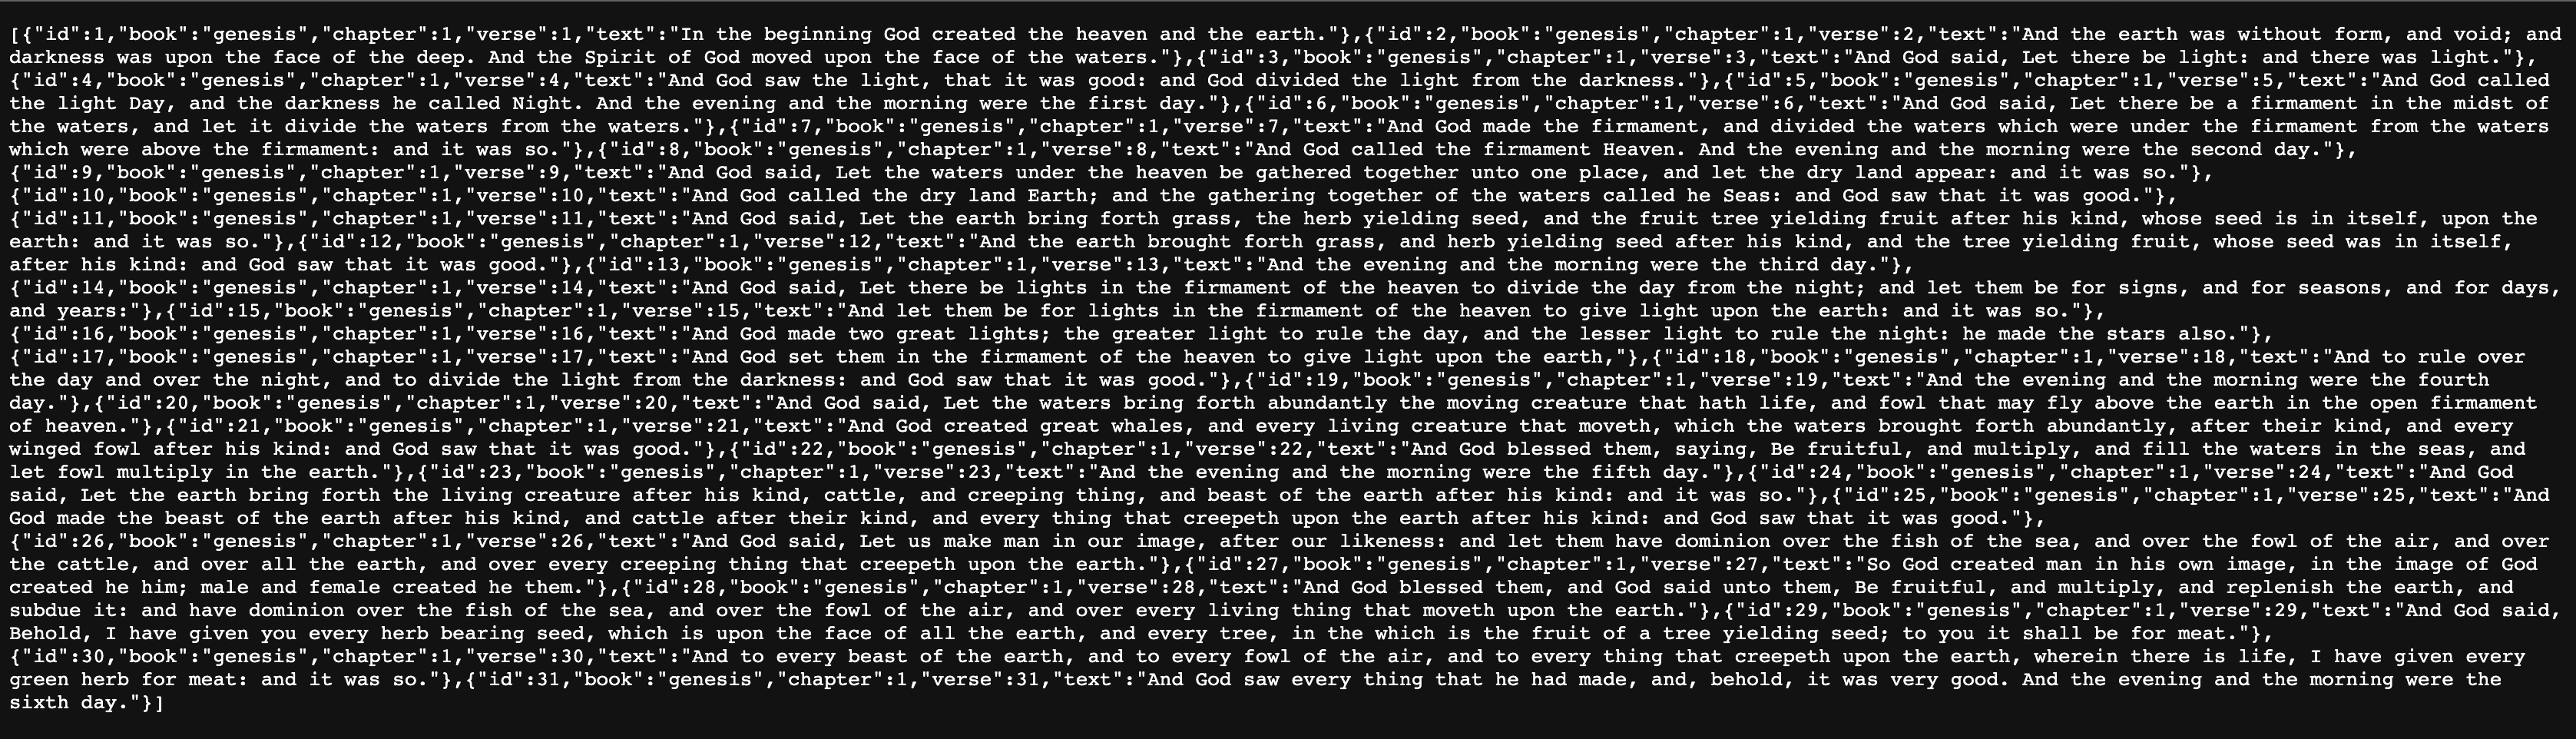 [{"id":1,"book":"genesis","chapter":1,"verse":1,"text":"In the beginning God created the heaven and the earth."},{"id":2,"book":"genesis","chapter":1,"verse":2,"text":"And the earth was without form, and void; and
darkness was upon the face of the deep. And the Spirit of God moved upon the face of the waters."},{"id":3,"book":"genesis","chapter":1,"verse":3,"text":"And God said, Let there be light: and there was light."},
{"id":4,"book":"genesis","chapter":1,"verse":4,"text":"And God saw the light, that it was good: and God divided the light from the darkness."},{"id":5,"book":"genesis","chapter":1,"verse":5,"text":"And God called
the light Day, and the darkness he called Night. And the evening and the morning were the first day."},{"id":6,"book":"genesis","chapter":1,"verse":6,"text":"And God said, Let there be a firmament in the midst of
the waters, and let it divide the waters from the waters."},{"id":7,"book":"genesis","chapter":1,"verse":7,"text":"And God made the firmament, and divided the waters which were under the firmament from the waters
which were above the firmament: and it was so."},{"id":8,"book":"genesis","chapter":1,"verse":8,"text":"And God called the firmament Heaven. And the evening and the morning were the second day."},
{"id":9,"book":"genesis","chapter":1,"verse":9,"text":"And God said, Let the waters under the heaven be gathered together unto one place, and let the dry land appear: and it was so."},
{"id":10,"book":"genesis","chapter":1,"verse":10,"text":"And God called the dry land Earth; and the gathering together of the waters called he Seas: and God saw that it was good."},
{"id":11,"book":"genesis","chapter":1,"verse":11,"text":"And God said, Let the earth bring forth grass, the herb yielding seed, and the fruit tree yielding fruit after his kind, whose seed is in itself, upon the
earth: and it was so."},{"id":12,"book":"genesis","chapter":1,"verse":12,"text":"And the earth brought forth grass, and herb yielding seed after his kind, and the tree yielding fruit, whose seed was in itself,
after his kind: and God saw that it was good."},{"id":13,"book":"genesis","chapter":1,"verse":13,"text":"And the evening and the morning were the third day."},
{"id":14,"book":"genesis","chapter":1,"verse":14,"text":"And God said, Let there be lights in the firmament of the heaven to divide the day from the night; and let them be for signs, and for seasons, and for days,
and years:"},{"id":15,"book":"genesis","chapter":1,"verse":15,"text":"And let them be for lights in the firmament of the heaven to give light upon the earth: and it was so."},
{"id":16,"book":"genesis","chapter":1,"verse":16,"text":"And God made two great lights; the greater light to rule the day, and the lesser light to rule the night: he made the stars also."},
{"id":17,"book":"genesis","chapter":1,"verse":17,"text":"And God set them in the firmament of the heaven to give light upon the earth,"},{"id":18,"book":"genesis","chapter":1,"verse":18,"text":"And to rule over
the day and over the night, and to divide the light from the darkness: and God saw that it was good."},{"id":19,"book":"genesis","chapter":1,"verse":19,"text":"And the evening and the morning were the fourth
day."},{"id":20,"book":"genesis","chapter":1,"verse":20,"text":"And God said, Let the waters bring forth abundantly the moving creature that hath life, and fowl that may fly above the earth in the open firmament
of heaven."},{"id":21,"book":"genesis","chapter":1,"verse":21,"text":"And God created great whales, and every living creature that moveth, which the waters brought forth abundantly, after their kind, and every
winged fowl after his kind: and God saw that it was good."},{"id":22,"book":"genesis","chapter":1,"verse":22,"text":"And God blessed them, saying, Be fruitful, and multiply, and fill the waters in the seas, and
let fowl multiply in the earth."},{"id":23,"book":"genesis","chapter":1,"verse":23,"text":"And the evening and the morning were the fifth day."},{"id":24,"book":"genesis","chapter":1,"verse":24,"text":"And God
said, Let the earth bring forth the living creature after his kind, cattle, and creeping thing, and beast of the earth after his kind: and it was so."},{"id":25,"book":"genesis","chapter":1,"verse":25,"text":"And
God made the beast of the earth after his kind, and cattle after their kind, and every thing that creepeth upon the earth after his kind: and God saw that it was good."},
{"id":26,"book":"genesis","chapter":1,"verse":26,"text":"And God said, Let us make man in our image, after our likeness: and let them have dominion over the fish of the sea, and over the fowl of the air, and over
the cattle, and over all the earth, and over every creeping thing that creepeth upon the earth."},{"id":27,"book":"genesis","chapter":1,"verse":27,"text":"So God created man in his own image, in the image of God
created he him; male and female created he them."},{"id":28,"book":"genesis","chapter":1,"verse":28,"text":"And God blessed them, and God said unto them, Be fruitful, and multiply, and replenish the earth, and
subdue it: and have dominion over the fish of the sea, and over the fowl of the air, and over every living thing that moveth upon the earth."},{"id":29,"book":"genesis","chapter":1,"verse":29,"text":"And God said,
Behold, I have given you every herb bearing seed, which is upon the face of all the earth, and every tree, in the which is the fruit of a tree yielding seed; to you it shall be for meat."},
{"id":30,"book":"genesis","chapter":1,"verse":30,"text":"And to every beast of the earth, and to every fowl of the air, and to every thing that creepeth upon the earth, wherein there is life, I have given every
green herb for meat: and it was so."},{"id":31,"book":"genesis","chapter":1,"verse":31,"text":"And God saw every thing that he had made, and, behold, it was very good. And the evening and the morning were the
sixth day."}]